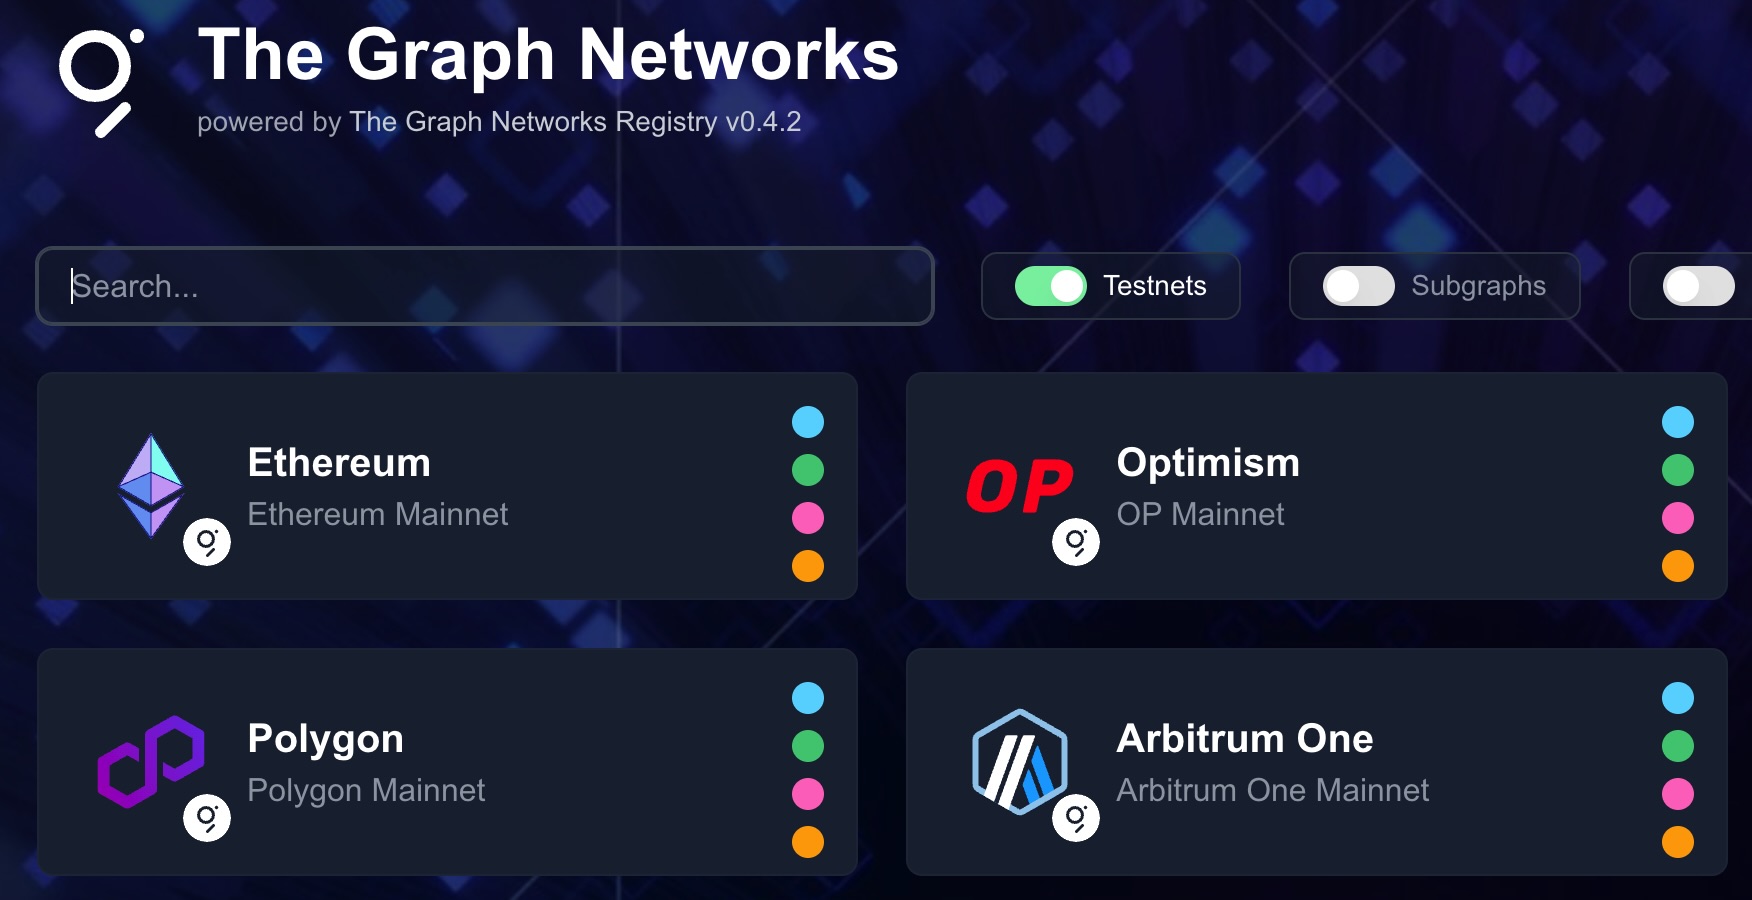 The Graph Networks
powered by The Graph Networks Registry v0.4.2
Search...
Testnets
Subgraphs
Ethereum
Ethereum Mainnet
OP
Optimism
OP Mainnet
Polygon
Polygon Mainnet
Arbitrum One
Arbitrum One Mainnet